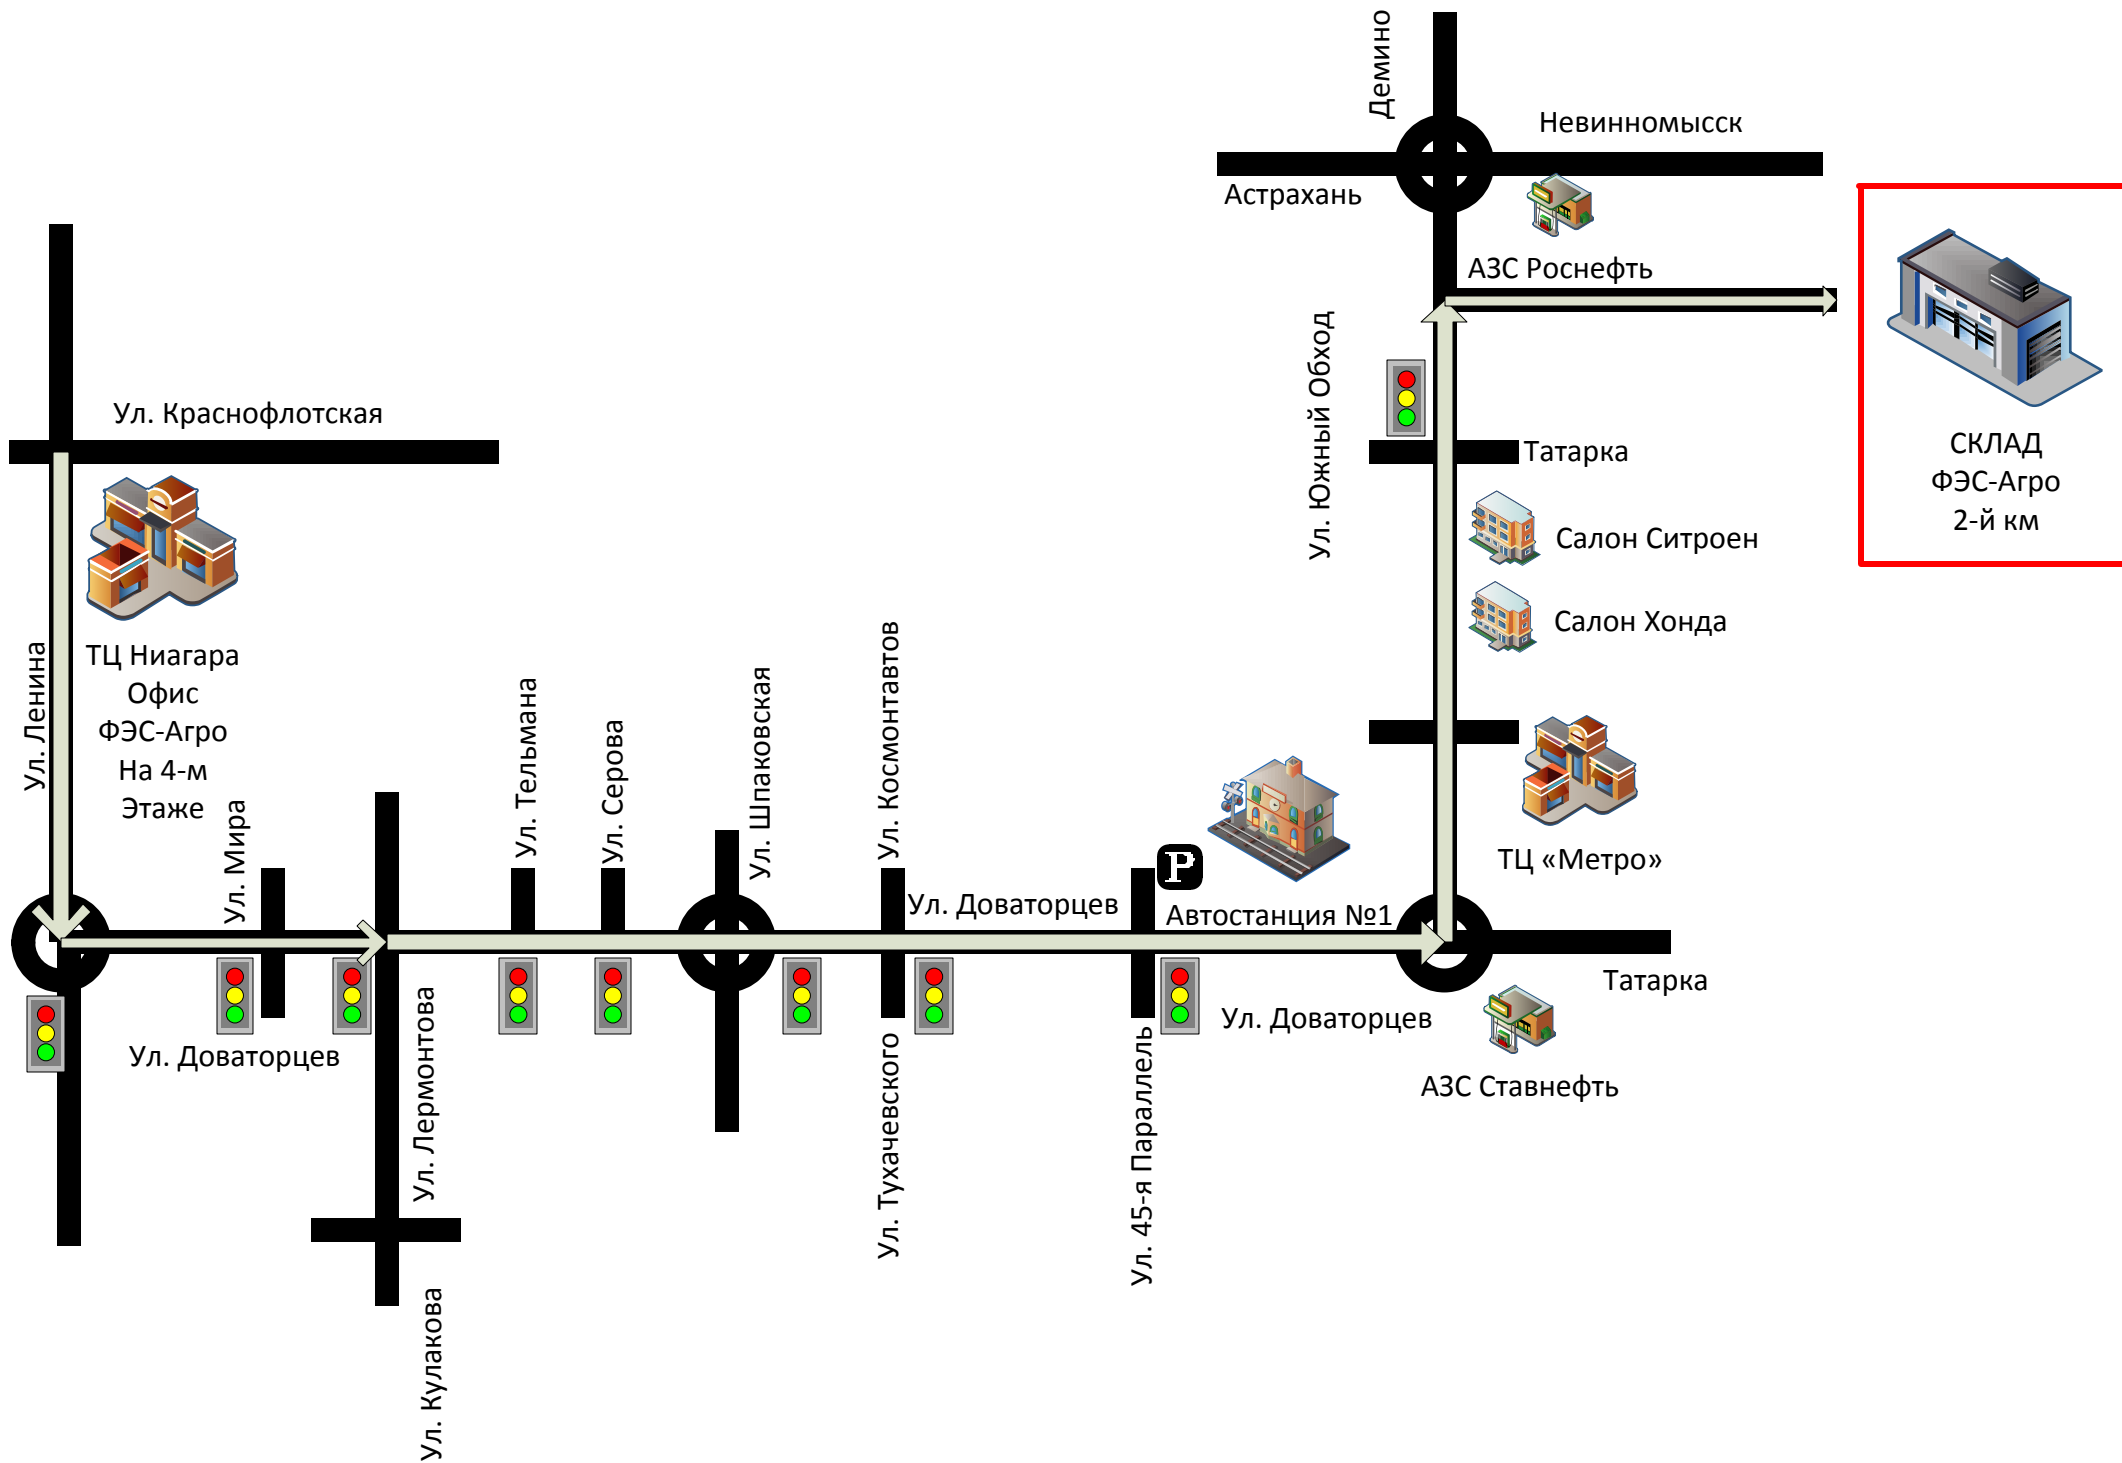 Демино
Невинномысск
Астрахань
АЗС Роснефть
Ул. Южный Обход
Ул. Краснофлотская
Татарка
СКЛАД
ФЭС-Агро
2-й км
Салон Ситроен
Салон Хонда
Ул. Ленина
ТЦ Ниагара
Офис
ФЭС-Агро
На 4-м
Этаже
Ул. Мира
Ул. Тельмана
Ул. Серова
Ул. Шпаковская
Ул. Космонтавтов
ТЦ «Метро»
P
Ул. Доваторцев
Автостанция №1
Татарка
Ул. Доваторцев
Ул. Доваторцев
Ул. Лермонтова
Ул. Тухачевского
Ул. 45-я Параллель
АЗС Ставнефть
Ул. Кулакова